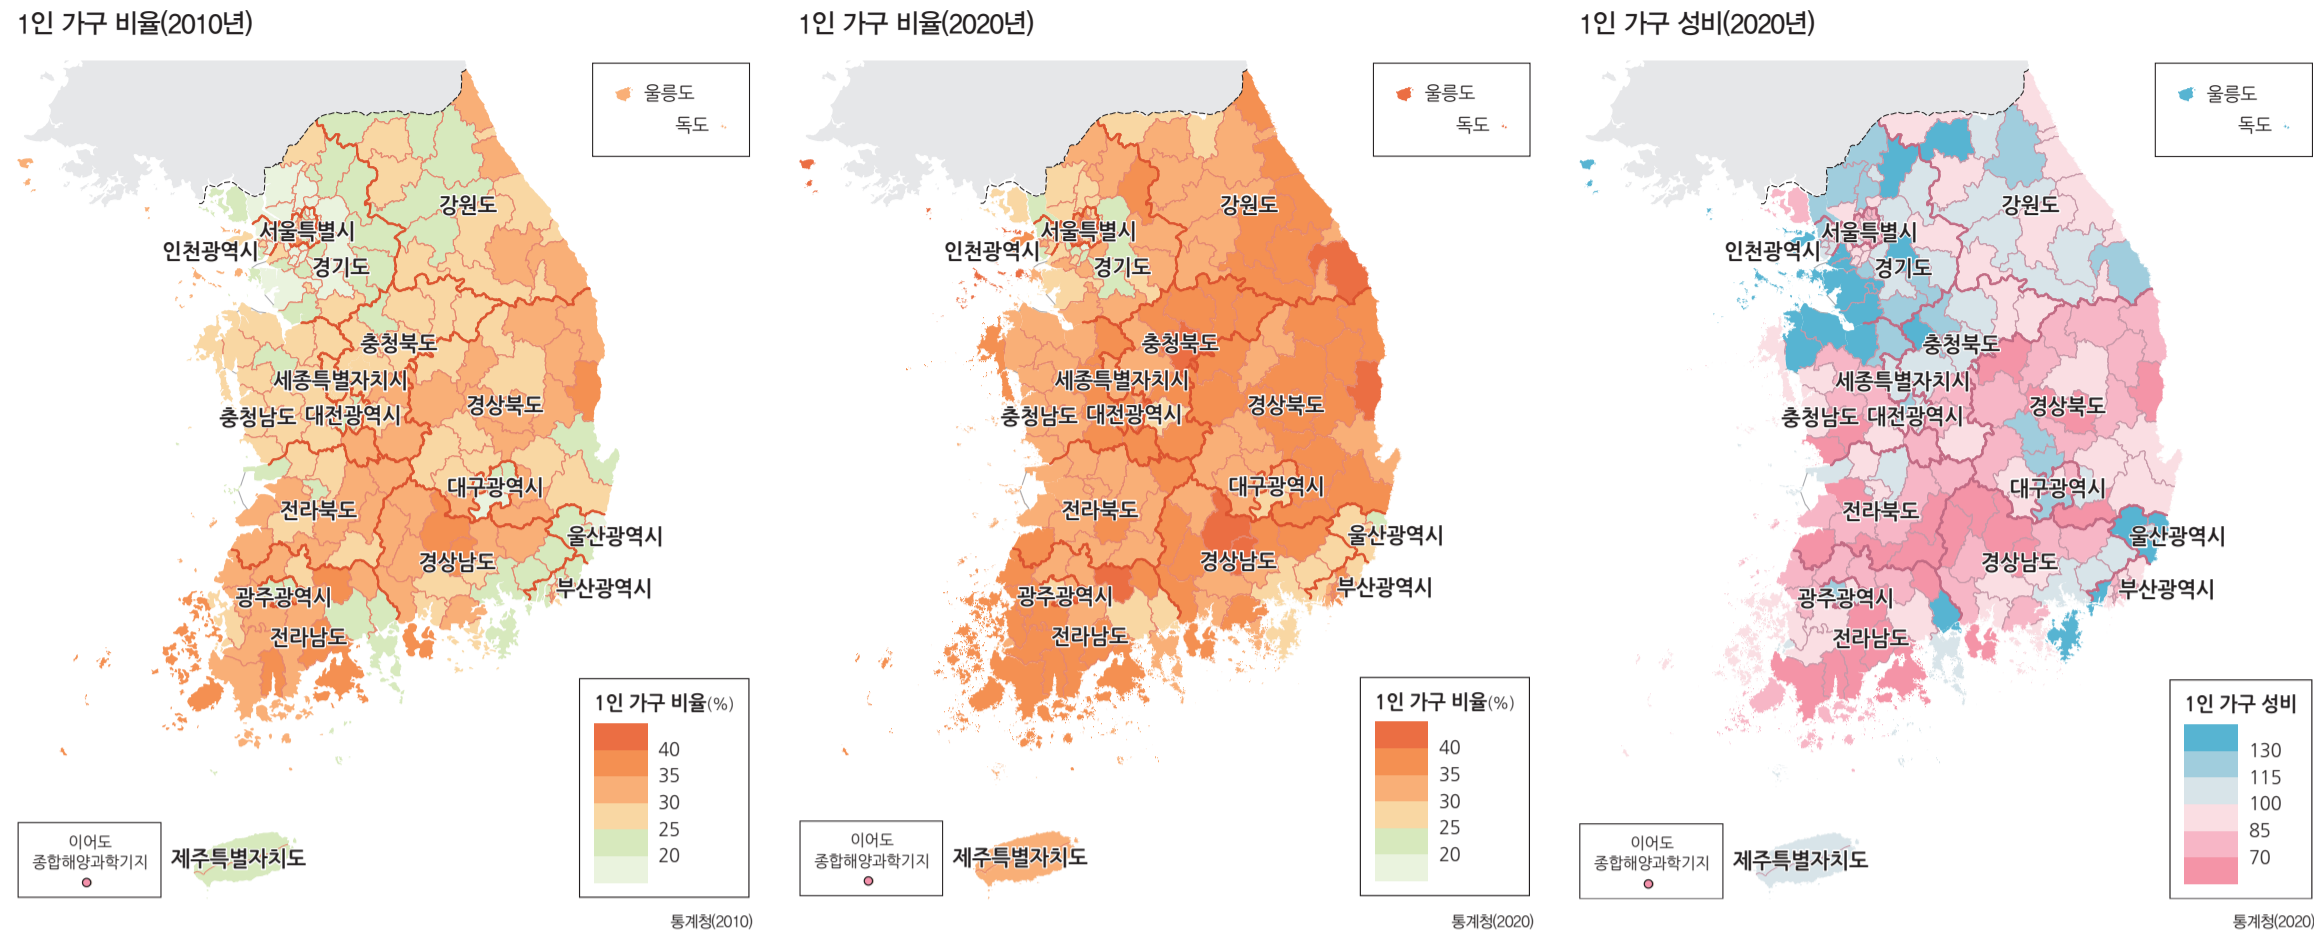 1인 가구 비율(2010년)
울릉도
독도
강원도
서울특별시
인천광역시
경기도
충청북도
세종특별자치시
충청남도
대전광역시
경상북도
대구광역시
전라북도
울산광역시
경상남도
부산광역시
광주광역시
전라남도
1인 가구 비율(%)
40
35
30
25
20
이어도
종합해양과학기지
제주특별자치도
통계청(2010)
1인 가구 비율(2020년)
울릉도
독도
강원도
서울특별시
인천광역시
경기도
충청북도
세종특별자치시
충청남도
대전광역시
경상북도
대구광역시
전라북도
울산광역시
경상남도
부산광역시
광주광역시
전라남도
1인 가구 비율(%)
40
35
30
25
20
이어도
종합해양과학기지
제주특별자치도
통계청(2020)
1인 가구 성비(2020년)
울릉도
독도
강원도
서울특별시
인천광역시
경기도
충청북도
세종특별자치시
충청남도
대전광역시
경상북도
대구광역시
전라북도
울산광역시
경상남도
부산광역시
광주광역시
전라남도
1인 가구 성비
130
115
100
85
70
이어도
종합해양과학기지
제주특별자치도
통계청(2020)